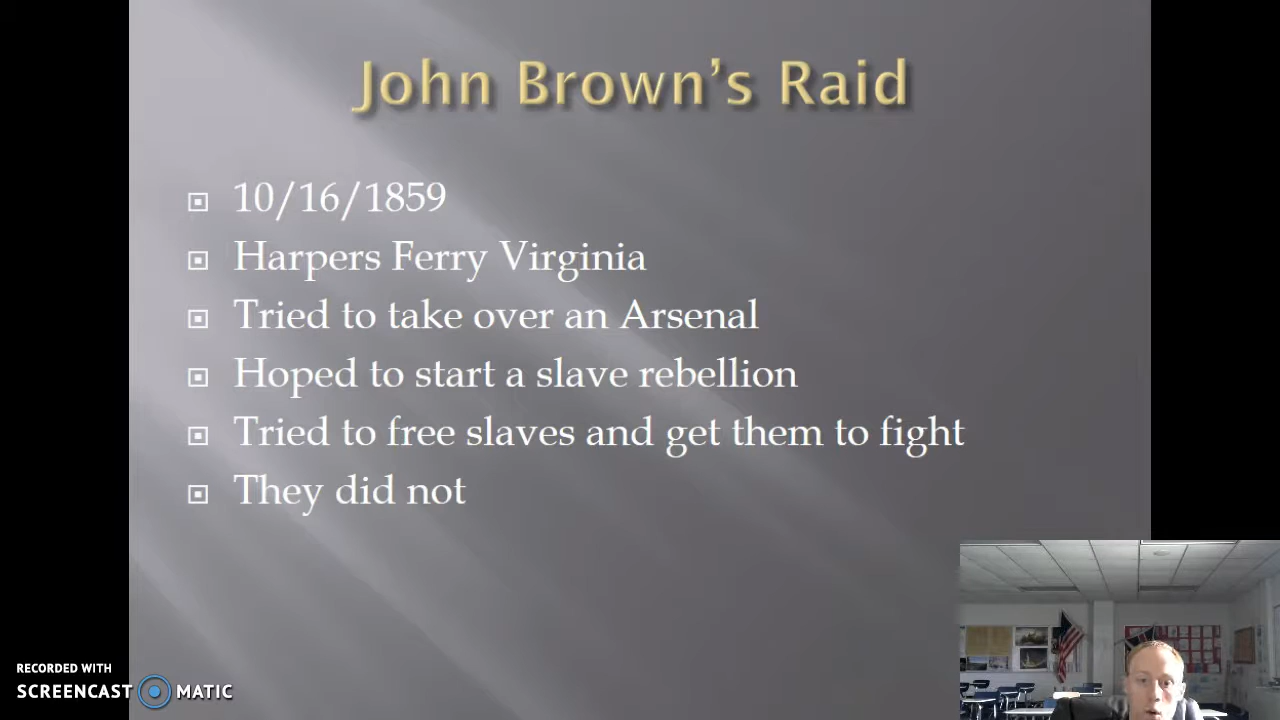 John Brown’s Raid
10/16/1859
Harpers Ferry Virginia
Tried to take over an Arsenal
Hoped to start a slave rebellion
Tried to free slaves and get them to fight
They did not
RECORDED WITH
SCREENCAST MATIC